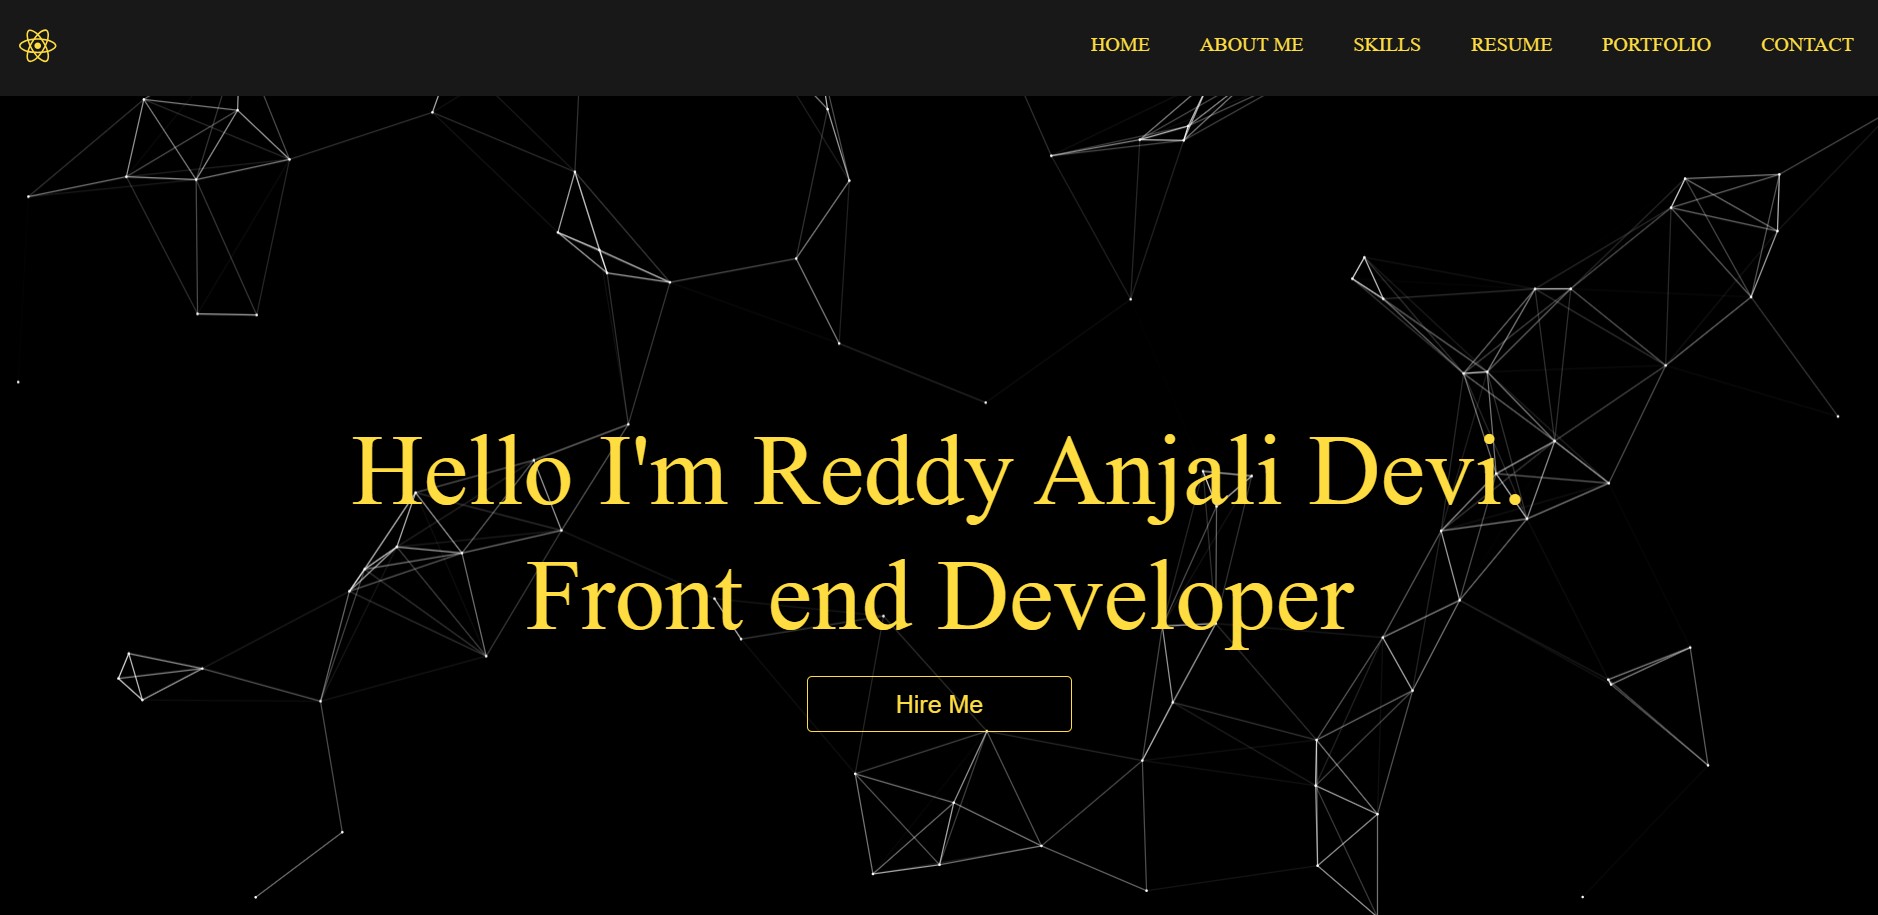 HOME ABOUT ME SKILLS RESUME PORTFOLIO CONTACT
Hello I'm Reddy Anjali Devi.
Front end Developer
Hire Me